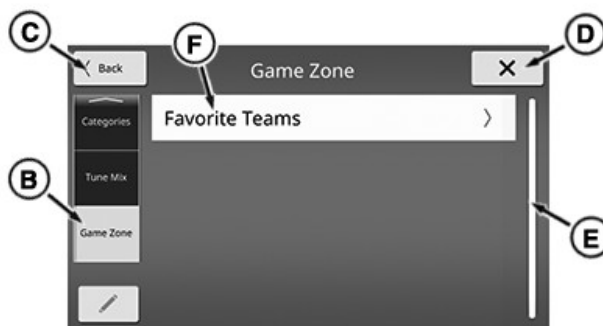 C
F
D
Back
Game Zone
X
Categories
Favorite Teams
Tune Mix
B
Game Zone
E